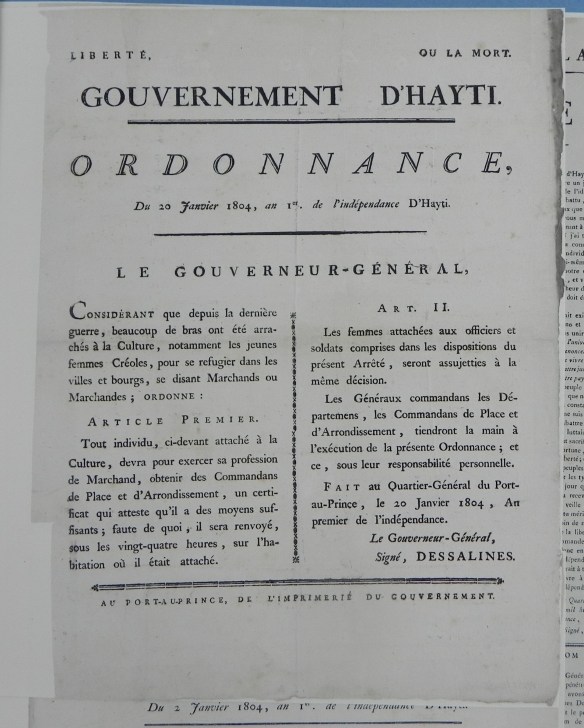 LIBERTÉ, OU LA MORT.
GOUVERNEMENT D'HAYTI.
ORDONNANCE,
Du 20 Janvier 1804, an 1er. de l'indépendance D'Hayti.
LE GOUVERNEUR-GÉNÉRAL,
CONSIDÉRANT que depuis la dernière
guerre, beaucoup de bras ont été arra-
chés à la Culture, notamment les jeunes
femmes Créoles, pour se refugier dans les
villes et bourgs, se disant Marchands ou
Marchandes ; ORDONNE :
ARTICLE PREMIER.
Tout individu, ci-devant attaché à la
Culture, devra pour exercer sa profession
de Marchand, obtenir des Commandans
de Place et d'Arrondissement, un certi-
ficat qui atteste qu'il a des moyens suf-
fisants ; faute de quoi, il sera renvoyé,
sous les vingt-quatre heures, sur l'ha-
bitation où il était attaché.
ART. II.
Les femmes attachées aux officiers et
soldats comprises dans les dispositions du
présent Arrêté, seront assujetties à la
même décision.
Les Généraux commandans les Dé-
partemens, les Commandans de Place et
d'Arrondissement, tiendront la main à
l'exécution de la présente Ordonnance ; et
ce, sous leur responsabilité personnelle.
FAIT au Quartier-Général du Port-
au-Prince, le 20 Janvier 1804, An
premier de l'indépendance.
Le Gouverneur-Général,
Signé, DESSALINES.
AU PORT-AU-PRINCE, DE L'IMPRIMERIE DU GOUVERNEMENT.
Du 2 Janvier 1804, an 1er. de l'indépendance D'Hayti.